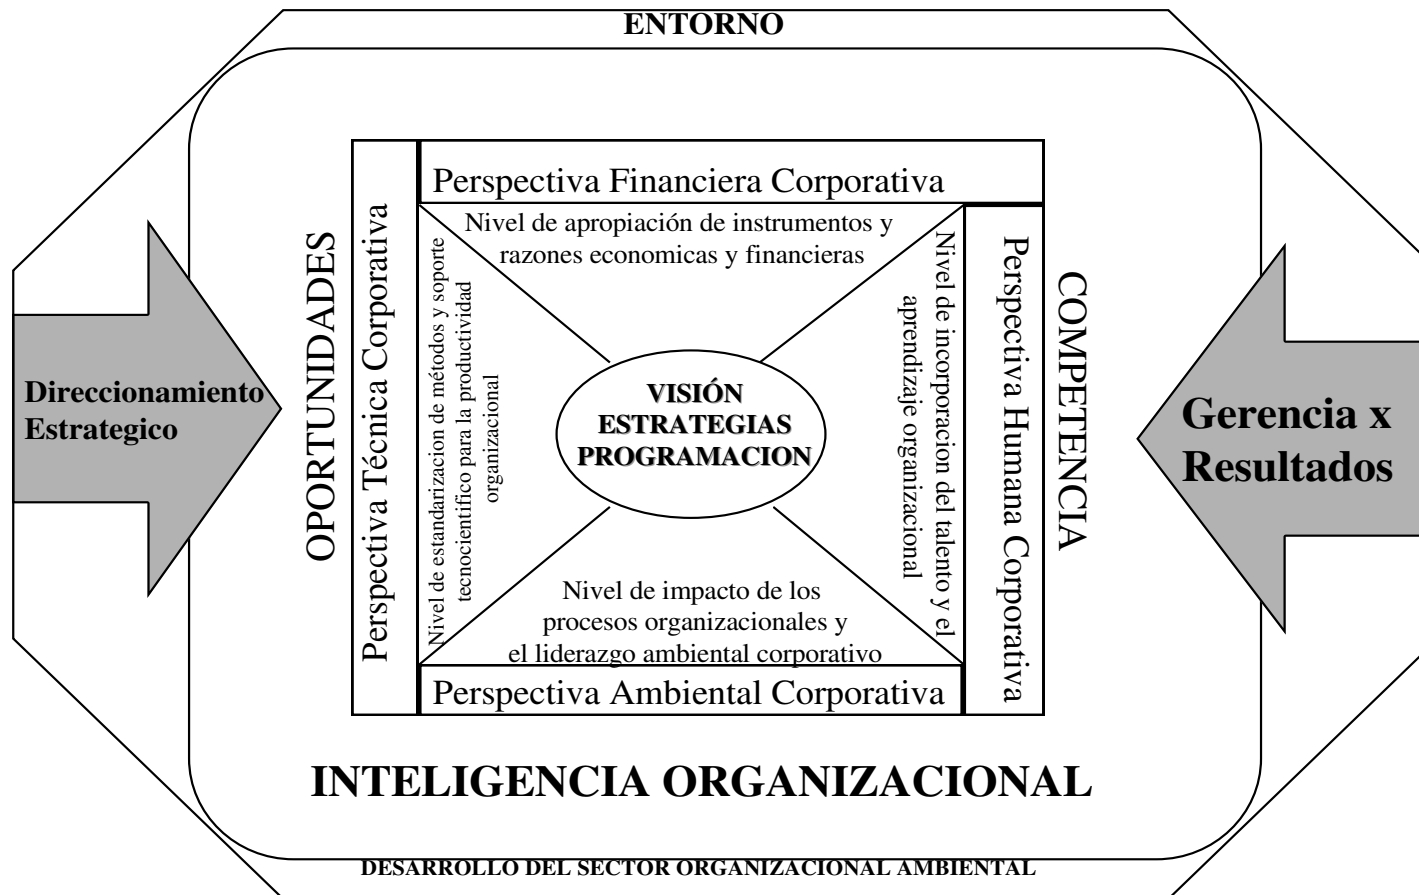 ENTORNO
Perspectiva Financiera Corporativa
Nivel de apropiación de instrumentos y
razones economicas y financieras
Direccionamiento
Estrategico
OPORTUNIDADES
Perspectiva Técnica Corporativa
Nivel de estandarizacion de métodos y soporte
tecnocientifico para la productividad
organizacional
VISIÓN
ESTRATEGIAS
PROGRAMACION
Nivel de incorporacion del talento y el
aprendizaje organizacional
Perspectiva Humana Corporativa
COMPETENCIA
Gerencia x
Resultados
Nivel de impacto de los
procesos organizacionales y
el liderazgo ambiental corporativo
Perspectiva Ambiental Corporativa
INTELIGENCIA ORGANIZACIONAL
DESARROLLO DEL SECTOR ORGANIZACIONAL AMBIENTAL